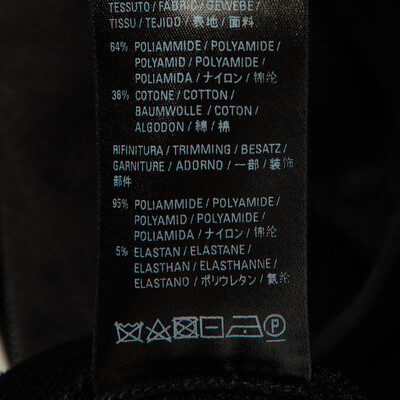 TESSUTO / FABRIC / GEWEBE /
TISSU / TEJIDO / 表地 / 面料
64% POLIAMMIDE / POLYAMIDE /
POLYAMID / POLYAMIDE /
POLIAMIDA / ナイロン / 锦纶
36% COTONE / COTTON /
BAUMWOLLE / COTON /
ALGODON / 綿 / 棉
RIFINITURA / TRIMMING / BESATZ /
GARNITURE / ADORNO / 一部 / 装饰
部件
95% POLIAMMIDE / POLYAMIDE /
POLYAMID / POLYAMIDE /
POLIAMIDA / ナイロン / 锦纶
5% ELASTAN / ELASTANE /
ELASTHAN / ELASTHANNE /
ELASTANO / ポリウレタン / 氨纶
P